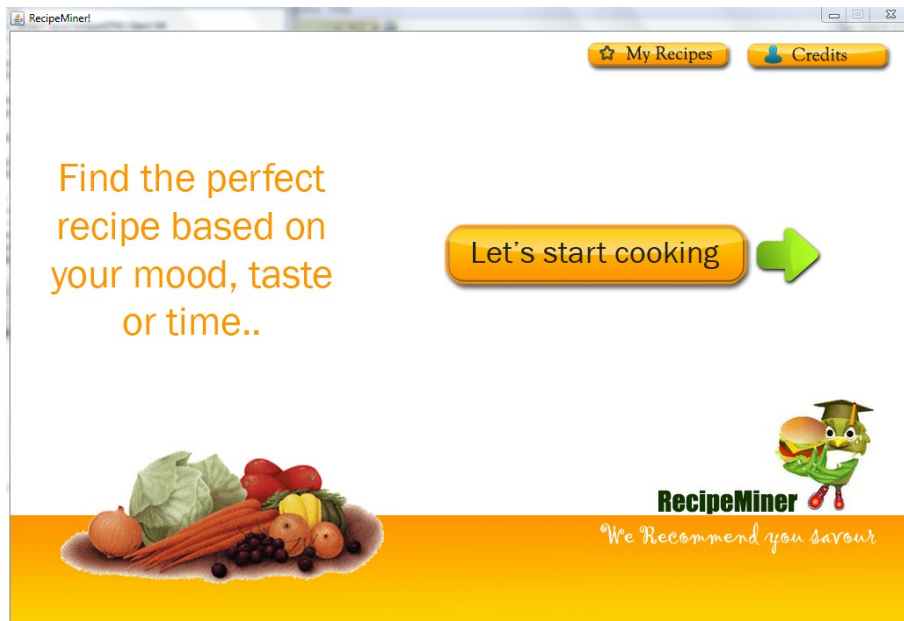 RecipeMiner!
My Recipes
Credits
Find the perfect
recipe based on
your mood, taste
or time..
Let's start cooking
RecipeMiner
We Recommend you savour